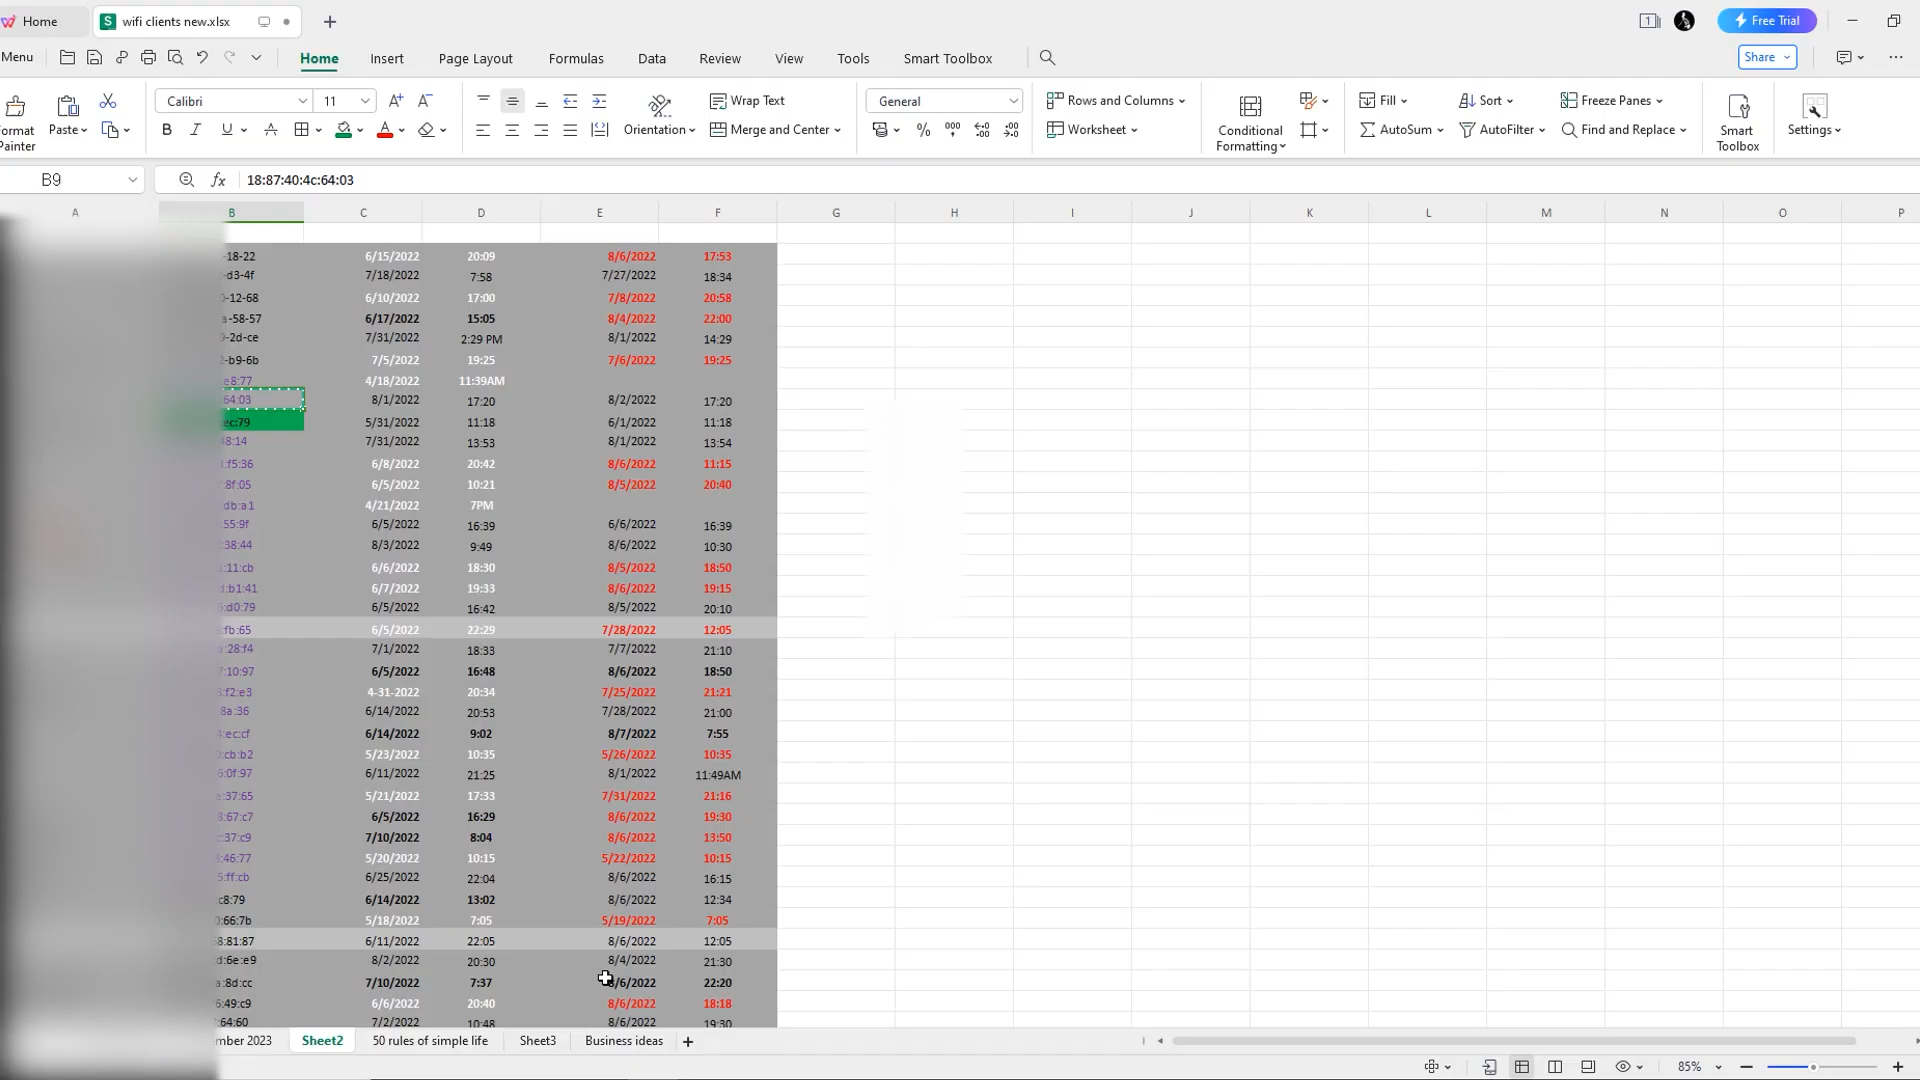 Home wifi clients new.xlsx 1 Free Trial
Menu Home Insert Page Layout Formulas Data Review View Tools Smart Toolbox Share
Calibri 11 A+ A- Wrap Text General Rows and Columns Fill Sort Freeze Panes
Format Painter Paste B I U A A Orientation Merge and Center % 000 Worksheet Conditional Formatting AutoSum AutoFilter Find and Replace Smart Toolbox Settings
B9 fx 18:87:40:4c:64:03
A B C D E F G H I J K L M N O P
-18-22 6/15/2022 20:09 8/6/2022 17:53
-d3-4f 7/18/2022 7:58 7/27/2022 18:34
-12-68 6/10/2022 17:00 7/8/2022 20:58
-58-57 6/17/2022 15:05 8/4/2022 22:00
-2d-ce 7/31/2022 2:29 PM 8/1/2022 14:29
-b9-6b 7/5/2022 19:25 7/6/2022 19:25
e8:77 4/18/2022 11:39AM
64:03 8/1/2022 17:20 8/2/2022 17:20
:ec:79 5/31/2022 11:18 6/1/2022 11:18
48:14 7/31/2022 13:53 8/1/2022 13:54
:f5:36 6/8/2022 20:42 8/6/2022 11:15
:8f:05 6/5/2022 10:21 8/5/2022 20:40
:db:a1 4/21/2022 7PM
:55:9f 6/5/2022 16:39 6/6/2022 16:39
:38:44 8/3/2022 9:49 8/6/2022 10:30
:11:cb 6/6/2022 18:30 8/5/2022 18:50
d:b1:41 6/7/2022 19:33 8/6/2022 19:15
:d0:79 6/5/2022 16:42 8/5/2022 20:10
:fb:65 6/5/2022 22:29 7/28/2022 12:05
:28:f4 7/1/2022 18:33 7/7/2022 21:10
7:10:97 6/5/2022 16:48 8/6/2022 18:50
:f2:e3 4-31-2022 20:34 7/25/2022 21:21
:8a:36 6/14/2022 20:53 7/28/2022 21:00
:ec:cf 6/14/2022 9:02 8/7/2022 7:55
:cb:b2 5/23/2022 10:35 5/26/2022 10:35
:0f:97 6/11/2022 21:25 8/1/2022 11:49AM
:37:65 5/21/2022 17:33 7/31/2022 21:16
:67:c7 6/5/2022 16:29 8/6/2022 19:30
:37:c9 7/10/2022 8:04 8/6/2022 13:50
:46:77 5/20/2022 10:15 5/22/2022 10:15
:ff:cb 6/25/2022 22:04 8/6/2022 16:15
:c8:79 6/14/2022 13:02 8/6/2022 12:34
:66:7b 5/18/2022 7:05 5/19/2022 7:05
:81:87 6/11/2022 22:05 8/6/2022 12:05
d:6e:e9 8/2/2022 20:30 8/4/2022 21:30
a:8d:cc 7/10/2022 7:37 /6/2022 22:20
:49:c9 6/6/2022 20:40 8/6/2022 18:18
:64:60 7/2/2022 10:48 8/6/2022 19:30
mber 2023 Sheet2 50 rules of simple life Sheet3 Business ideas +
85%